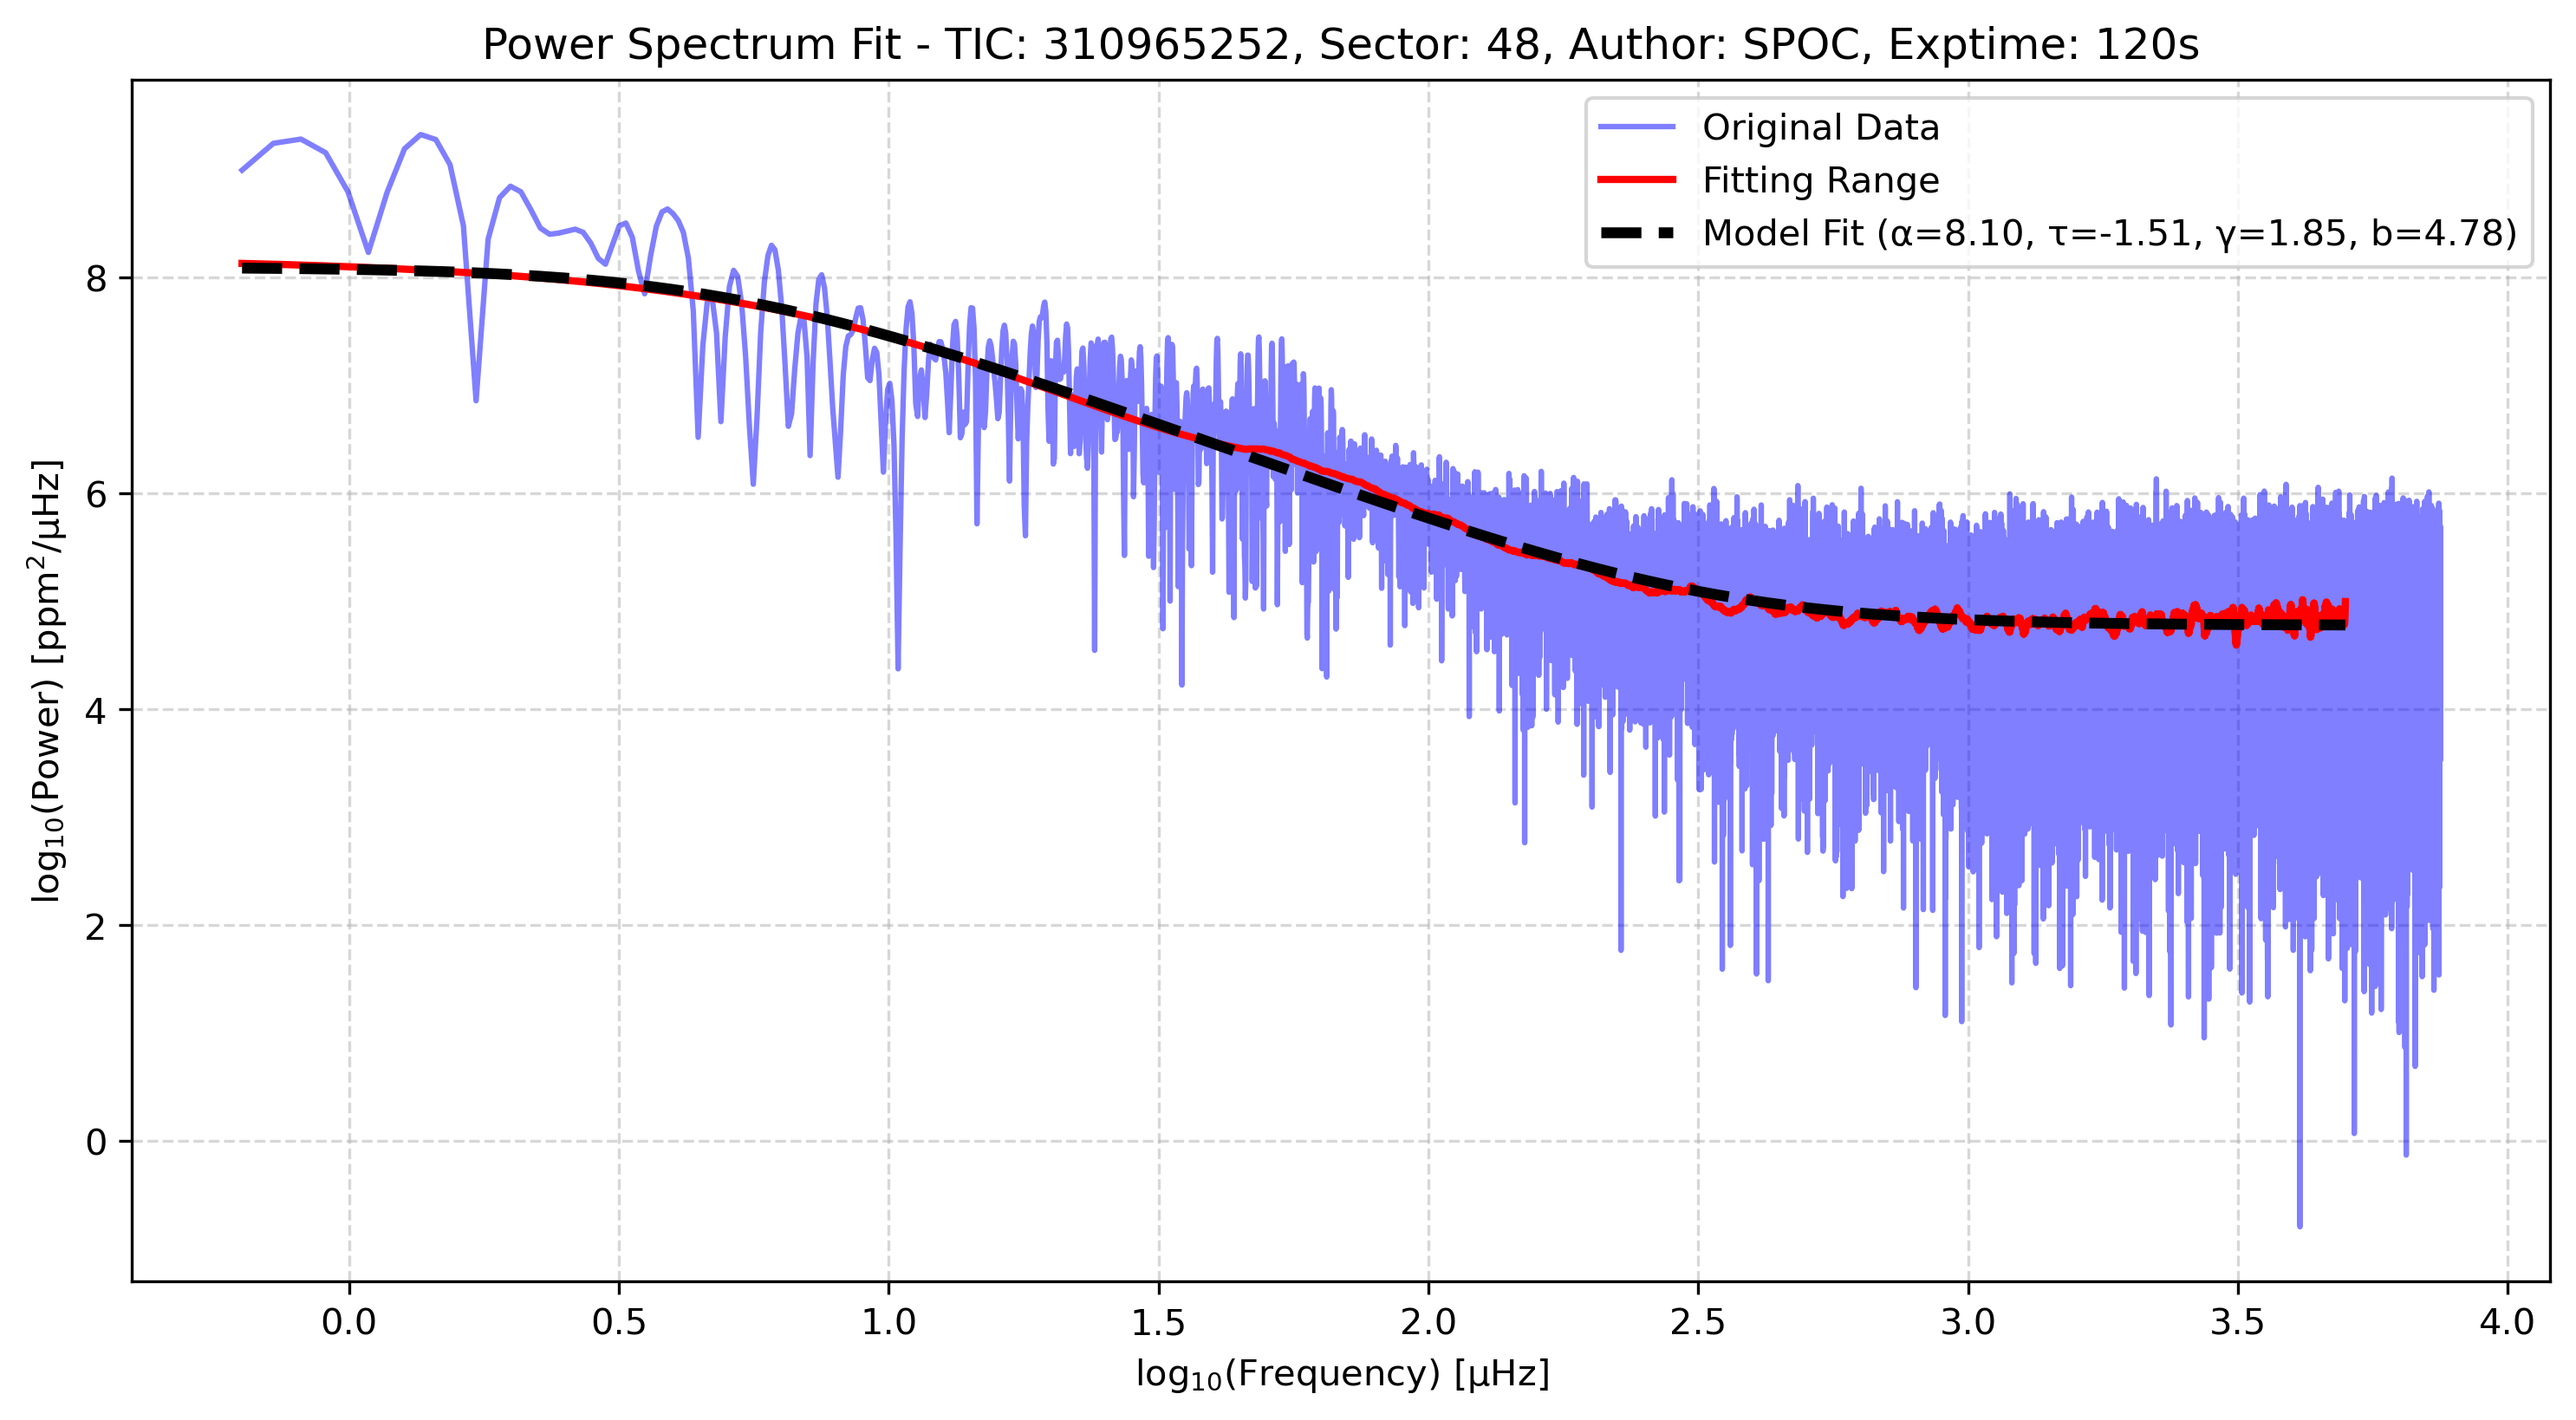 Power Spectrum Fit - TIC: 310965252, Sector: 48, Author: SPOC, Exptime: 120s
Original Data
Fitting Range
Model Fit (α=8.10, τ=-1.51, γ=1.85, b=4.78)
log₁₀(Power) [ppm²/μHz]
8
6
4
2
0
0.0 0.5 1.0 1.5 2.0 2.5 3.0 3.5 4.0
log₁₀(Frequency) [μHz]